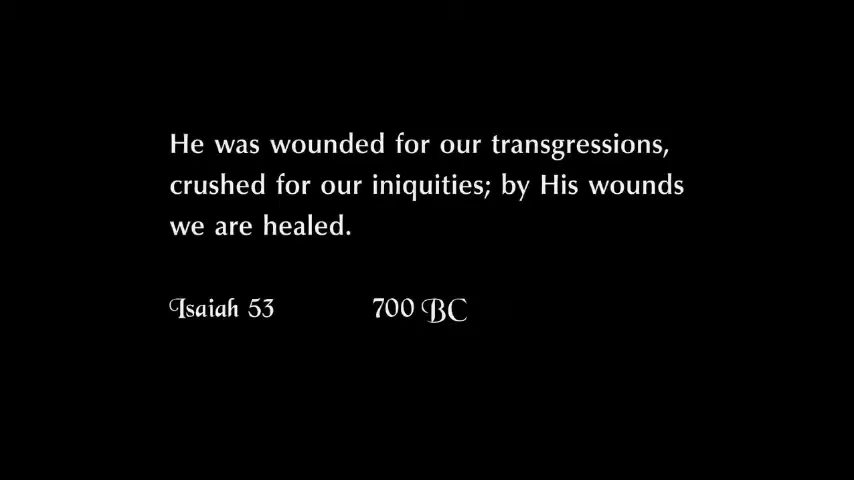 He was wounded for our transgressions,
crushed for our iniquities; by His wounds
we are healed.
Isaiah 53 700 BC